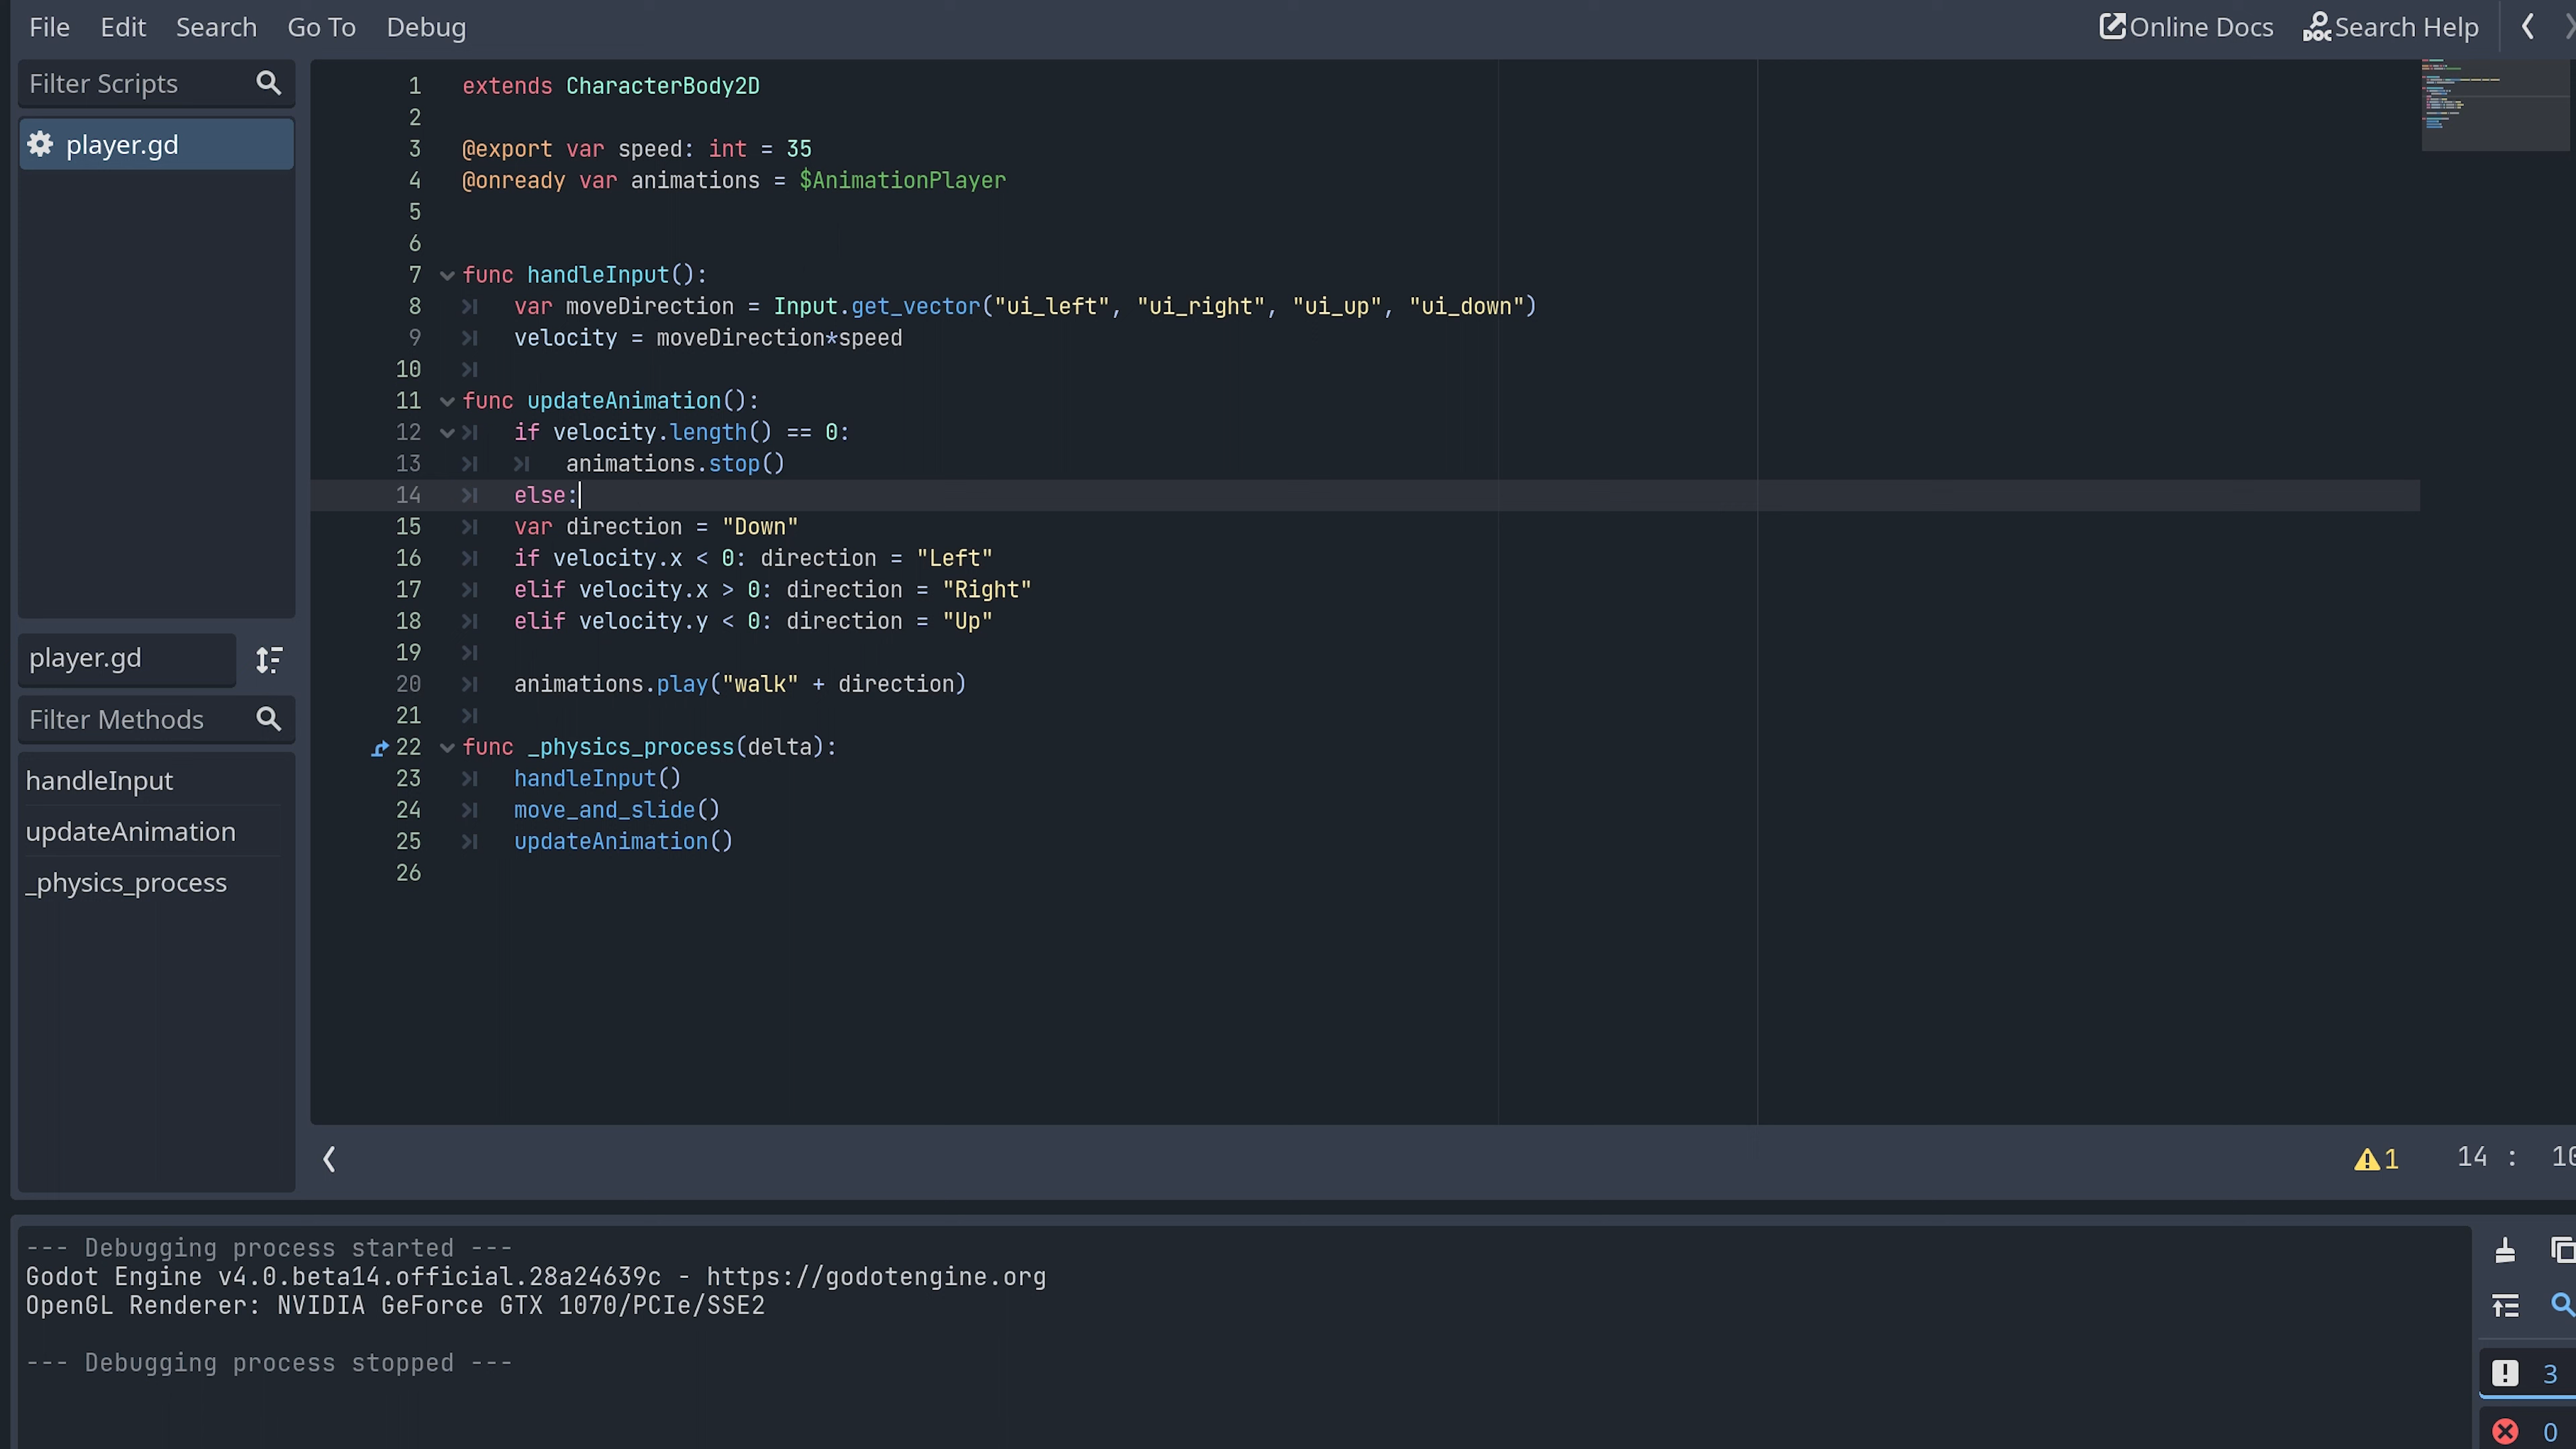 File Edit Search Go To Debug Online Docs Search Help
Filter Scripts
player.gd
player.gd
Filter Methods
handleInput
updateAnimation
_physics_process
1 extends CharacterBody2D
2
3 @export var speed: int = 35
4 @onready var animations = $AnimationPlayer
5
6
7 func handleInput():
8 var moveDirection = Input.get_vector("ui_left", "ui_right", "ui_up", "ui_down")
9 velocity = moveDirection*speed
10
11 func updateAnimation():
12 if velocity.length() == 0:
13 animations.stop()
14 else:
15 var direction = "Down"
16 if velocity.x < 0: direction = "Left"
17 elif velocity.x > 0: direction = "Right"
18 elif velocity.y < 0: direction = "Up"
19
20 animations.play("walk" + direction)
21
22 func _physics_process(delta):
23 handleInput()
24 move_and_slide()
25 updateAnimation()
26
1 14 : 10
--- Debugging process started ---
Godot Engine v4.0.beta14.official.28a24639c - https://godotengine.org
OpenGL Renderer: NVIDIA GeForce GTX 1070/PCIe/SSE2
--- Debugging process stopped ---
3
0